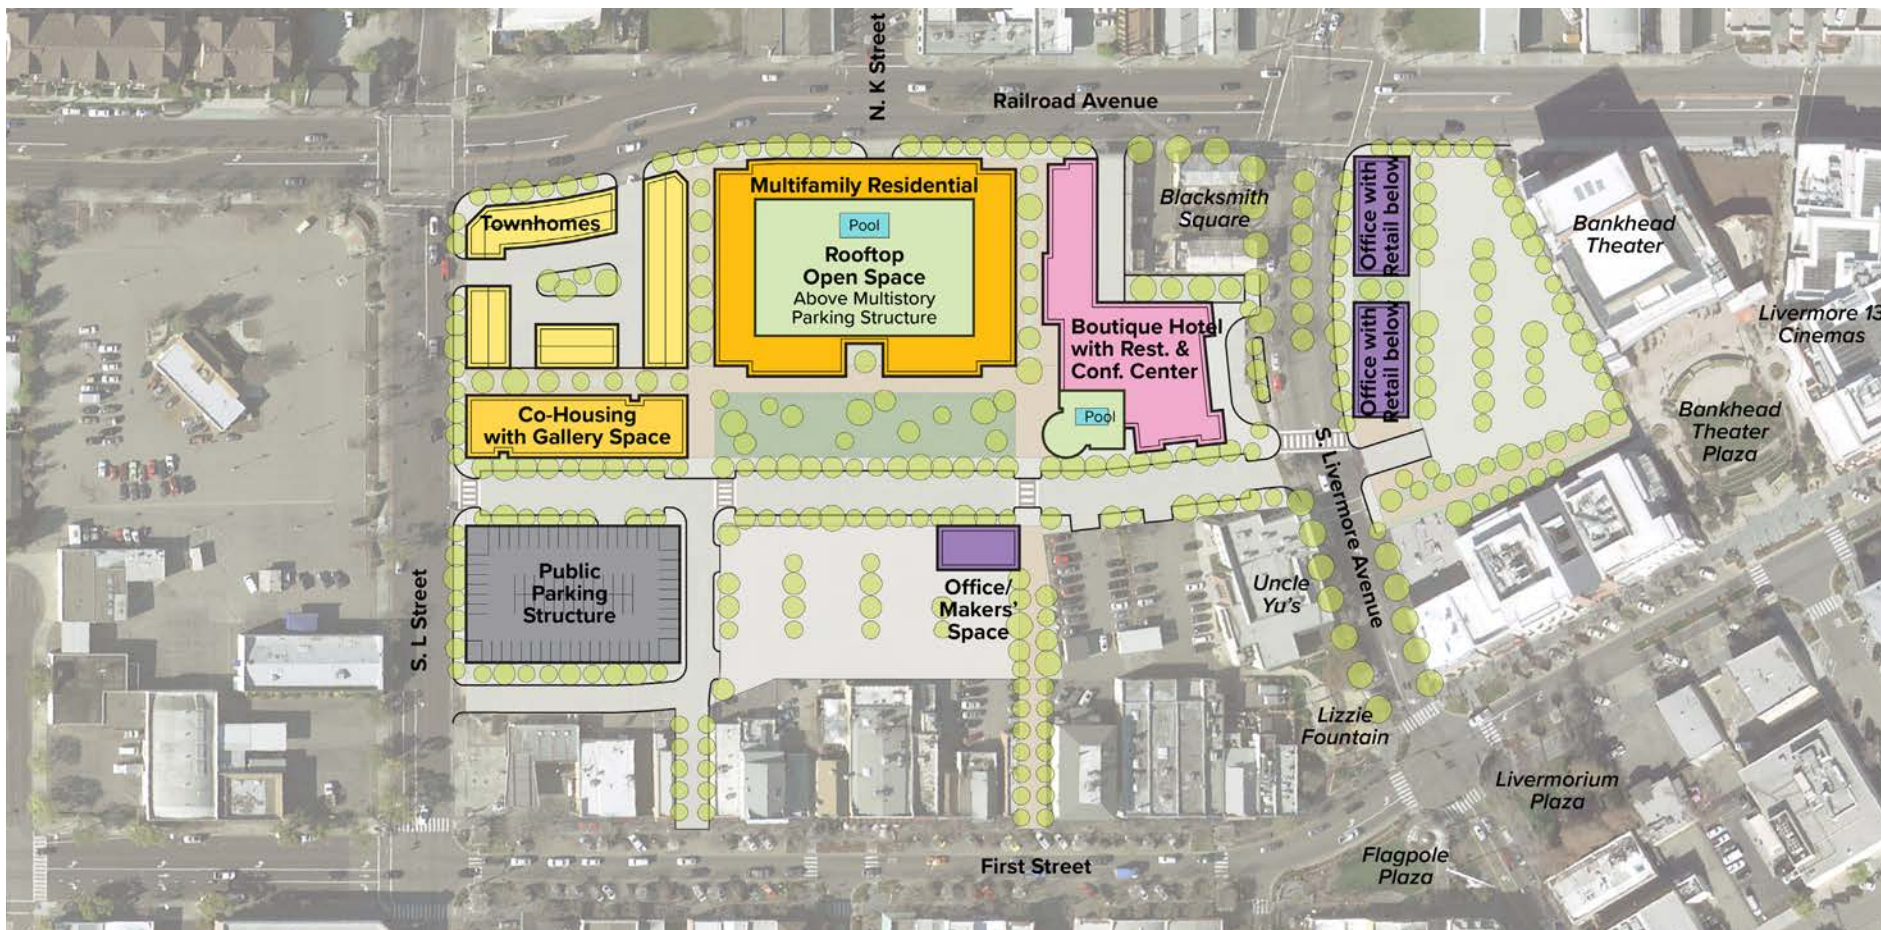 N. K Street
Railroad Avenue
Multifamily Residential
Townhomes
Pool
Rooftop
Open Space
Above Multistory
Parking Structure
Blacksmith
Square
Office with
Retail below
Bankhead
Theater
Boutique Hotel
with Rest. &
Conf. Center
Office with
Retail below
Livermore 13
Cinemas
Co-Housing
with Gallery Space
Pool
Bankhead
Theater
Plaza
S. Livermore Avenue
Public
Parking
Structure
Office/
Makers'
Space
Uncle
Yu's
S. L Street
Lizzie
Fountain
Livermorium
Plaza
First Street
Flagpole
Plaza